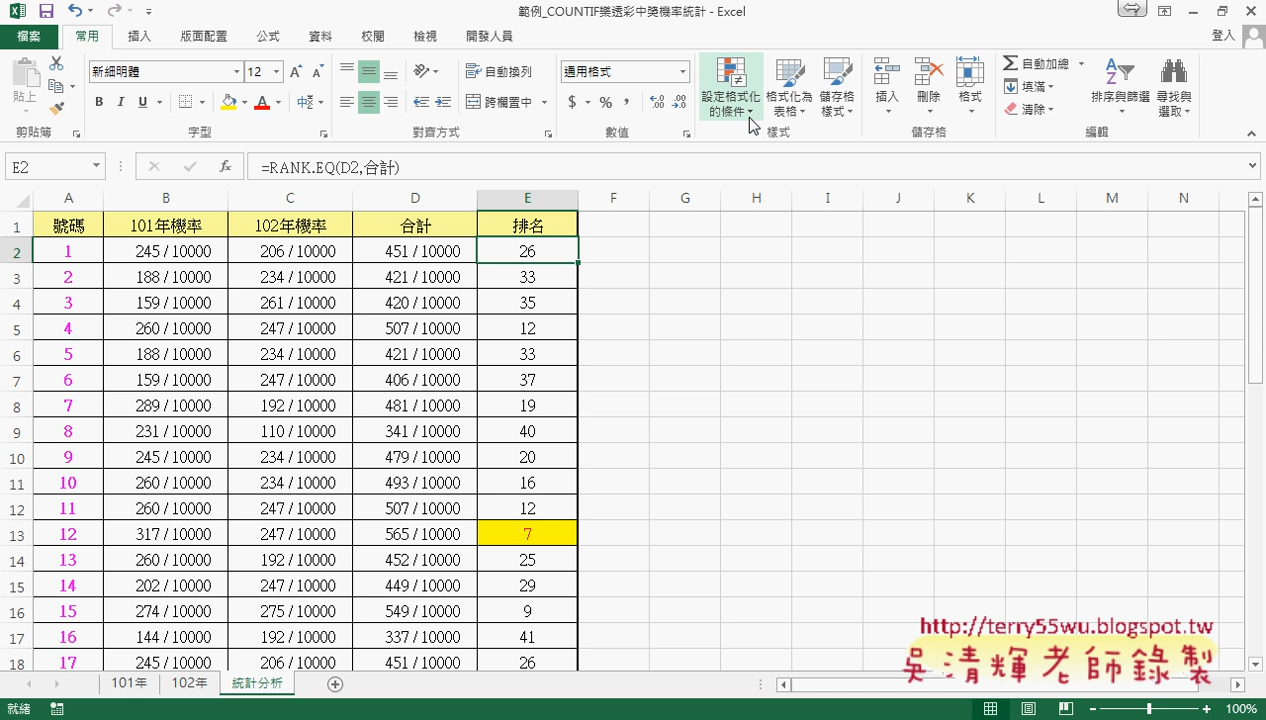 範例_COUNTIF樂透彩中獎機率統計 - Excel
檔案 常用 插入 版面配置 公式 資料 校閱 檢視 開發人員 登入
貼上 新細明體 12 自動換列 通用格式 設定格式化的條件 格式化為表格 儲存格樣式 插入 刪除 格式 自動加總 填滿 清除 排序與篩選 尋找與選取
B I U 跨欄置中 $ % ,
剪貼簿 字型 對齊方式 數值 樣式 儲存格 編輯
E2 fx =RANK.EQ(D2,合計)
A B C D E F G H I J K L M N
1 號碼 101年機率 102年機率 合計 排名
2 1 245 / 10000 206 / 10000 451 / 10000 26
3 2 188 / 10000 234 / 10000 421 / 10000 33
4 3 159 / 10000 261 / 10000 420 / 10000 35
5 4 260 / 10000 247 / 10000 507 / 10000 12
6 5 188 / 10000 234 / 10000 421 / 10000 33
7 6 159 / 10000 247 / 10000 406 / 10000 37
8 7 289 / 10000 192 / 10000 481 / 10000 19
9 8 231 / 10000 110 / 10000 341 / 10000 40
10 9 245 / 10000 234 / 10000 479 / 10000 20
11 10 260 / 10000 234 / 10000 493 / 10000 16
12 11 260 / 10000 247 / 10000 507 / 10000 12
13 12 317 / 10000 247 / 10000 565 / 10000 7
14 13 260 / 10000 192 / 10000 452 / 10000 25
15 14 202 / 10000 247 / 10000 449 / 10000 29
16 15 274 / 10000 275 / 10000 549 / 10000 9
17 16 144 / 10000 192 / 10000 337 / 10000 41
18 17 245 / 10000 206 / 10000 451 / 10000 26
http://terry55wu.blogspot.tw
吳清輝老師錄製
101年 102年 統計分析
就緒 100%